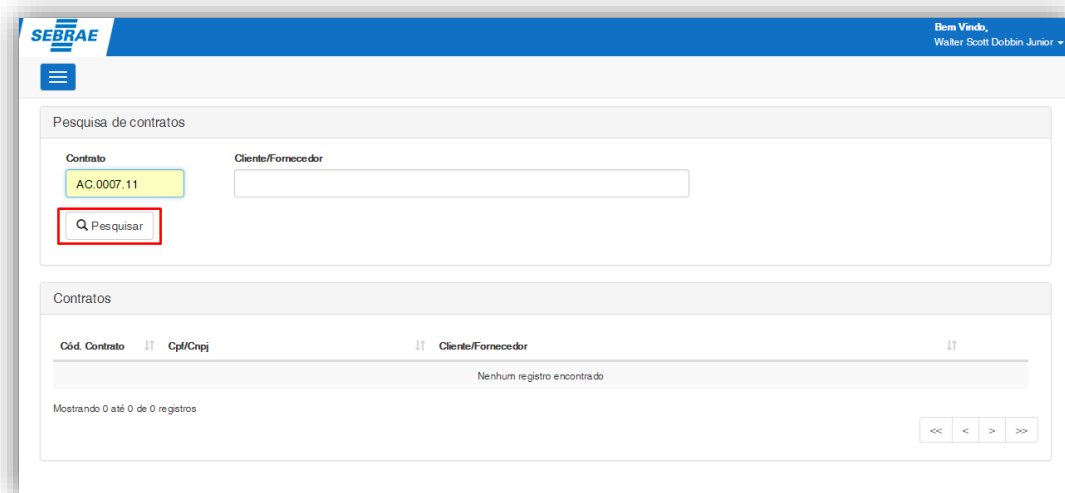 SEBRAE
Bem Vindo,
Walter Scott Dobbin Junior
Pesquisa de contratos
Contrato Cliente/Fornecedor
AC.0007.11
Pesquisar
Contratos
Cód. Contrato Cpf/Cnpj Cliente/Fornecedor
Nenhum registro encontrado
Mostrando 0 até 0 de 0 registros
<< < > >>